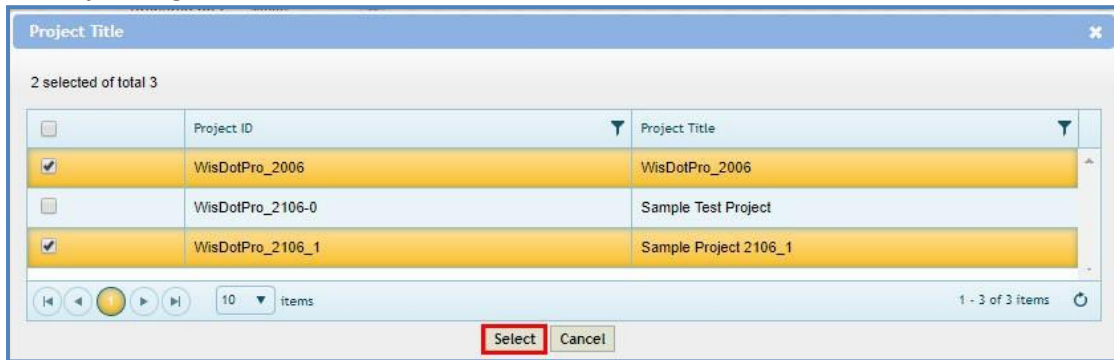 Project Title
2 selected of total 3
Project ID Project Title
WisDotPro_2006 WisDotPro_2006
WisDotPro_2106-0 Sample Test Project
WisDotPro_2106_1 Sample Project 2106_1
1 10 items 1 - 3 of 3 items
Select Cancel